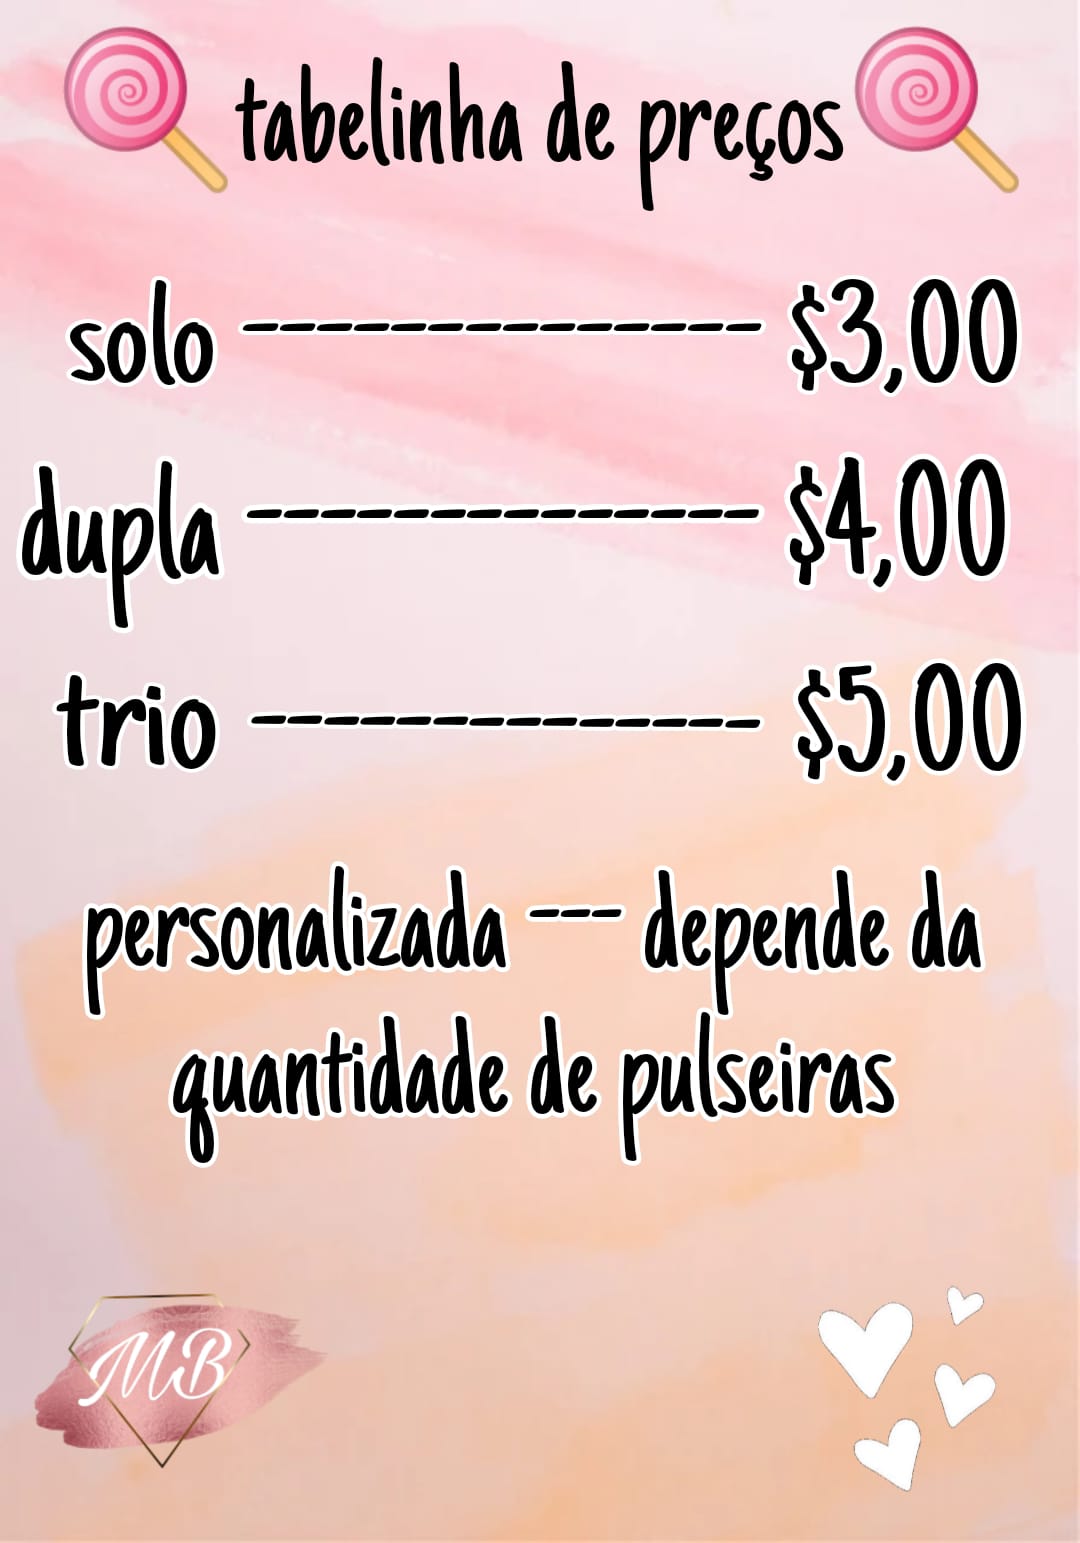 tabelinha de preços
solo --------------- $3,00
dupla --------------- $4,00
trio --------------- $5,00
personalizada --- depende da
quantidade de pulseiras
MB